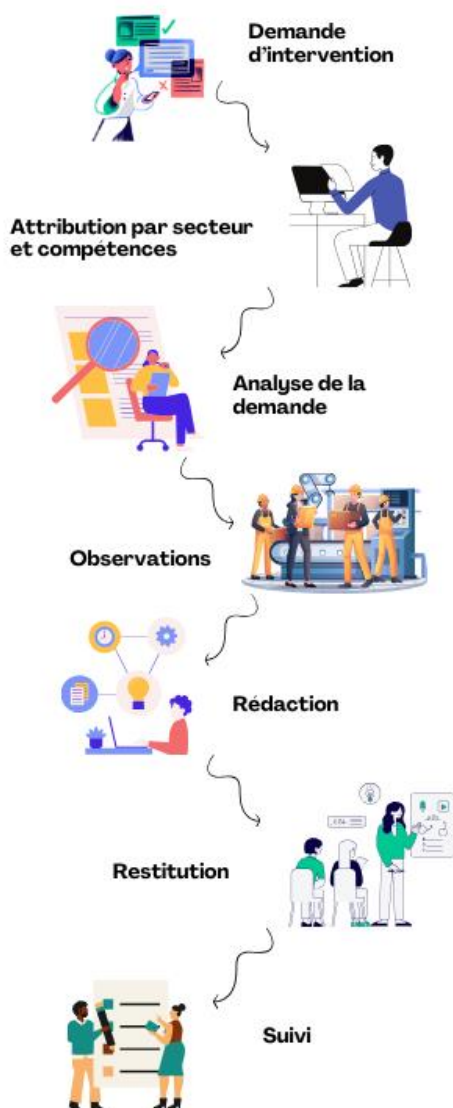 Demande
d'intervention
Attribution par secteur
et compétences
Analyse de la
demande
Observations
Rédaction
Restitution
Suivi